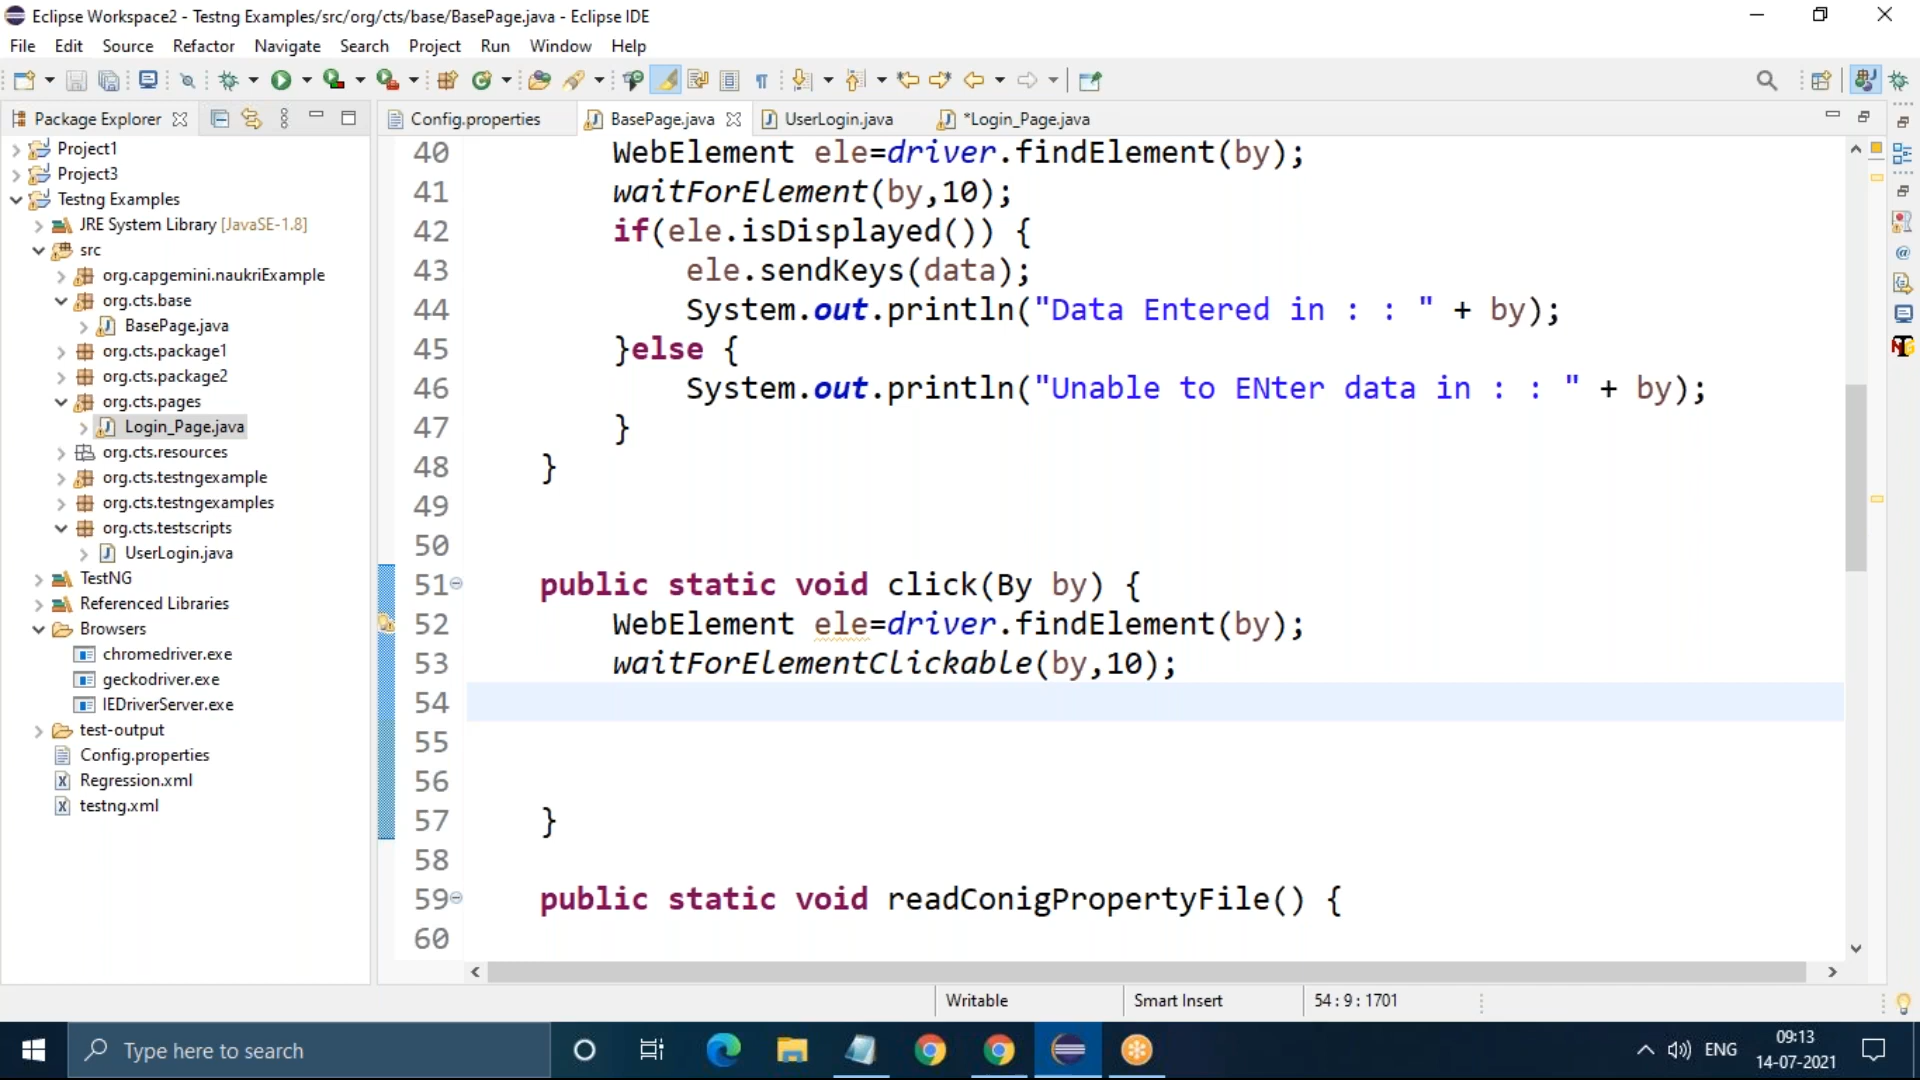 Eclipse Workspace2 - Testng Examples/src/org/cts/base/BasePage.java - Eclipse IDE
File Edit Source Refactor Navigate Search Project Run Window Help
Package Explorer
Config.properties BasePage.java UserLogin.java *Login_Page.java
Project1
Project3
Testng Examples
JRE System Library [JavaSE-1.8]
src
org.capgemini.naukriExample
org.cts.base
BasePage.java
org.cts.package1
org.cts.package2
org.cts.pages
Login_Page.java
org.cts.resources
org.cts.testngexample
org.cts.testngexamples
org.cts.testscripts
UserLogin.java
TestNG
Referenced Libraries
Browsers
chromedriver.exe
geckodriver.exe
IEDriverServer.exe
test-output
Config.properties
Regression.xml
testng.xml
40 WebElement ele=driver.findElement(by);
41 waitForElement(by,10);
42 if(ele.isDisplayed()) {
43 ele.sendKeys(data);
44 System.out.println("Data Entered in : : " + by);
45 }else {
46 System.out.println("Unable to ENter data in : : " + by);
47 }
48 }
49
50
51 public static void click(By by) {
52 WebElement ele=driver.findElement(by);
53 waitForElementClickable(by,10);
54
55
56
57 }
58
59 public static void readConigPropertyFile() {
60
Writable Smart Insert 54 : 9 : 1701
Type here to search
ENG
09:13
14-07-2021